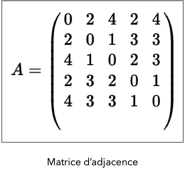 0 2 4 2 4
2 0 1 3 3
A = 4 1 0 2 3
2 3 2 0 1
4 3 3 1 0
Matrice d'adjacence